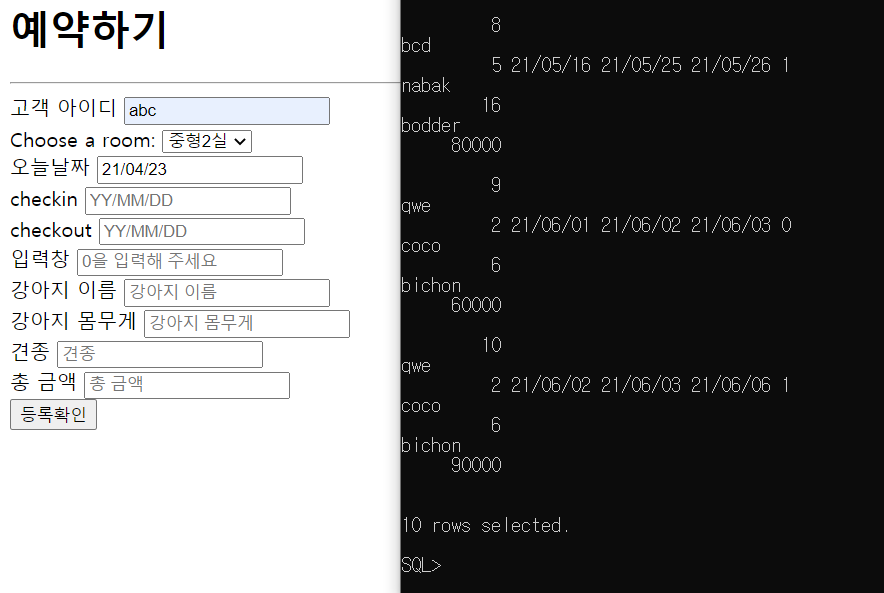 예약하기
고객 아이디 abc
Choose a room: 중형2실
오늘날짜 21/04/23
checkin YY/MM/DD
checkout YY/MM/DD
입력창 0을 입력해 주세요
강아지 이름 강아지 이름
강아지 몸무게 강아지 몸무게
견종 견종
총 금액 총 금액
등록확인
8
bcd
5 21/05/16 21/05/25 21/05/26 1
nabak
16
bodder
80000
9
qwe
2 21/06/01 21/06/02 21/06/03 0
coco
6
bichon
60000
10
qwe
2 21/06/02 21/06/03 21/06/06 1
coco
6
bichon
90000
10 rows selected.
SQL>